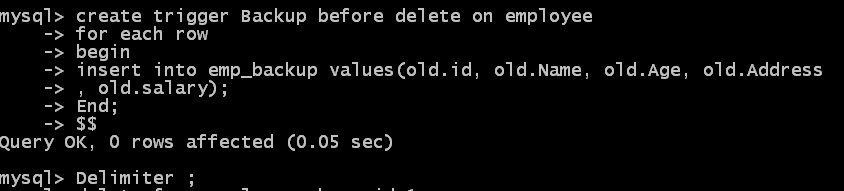 mysql> create trigger Backup before delete on employee
-> for each row
-> begin
-> insert into emp_backup values(old.id, old.Name, old.Age, old.Address
-> , old.salary);
-> End;
-> $$
Query OK, 0 rows affected (0.05 sec)
mysql> Delimiter ;